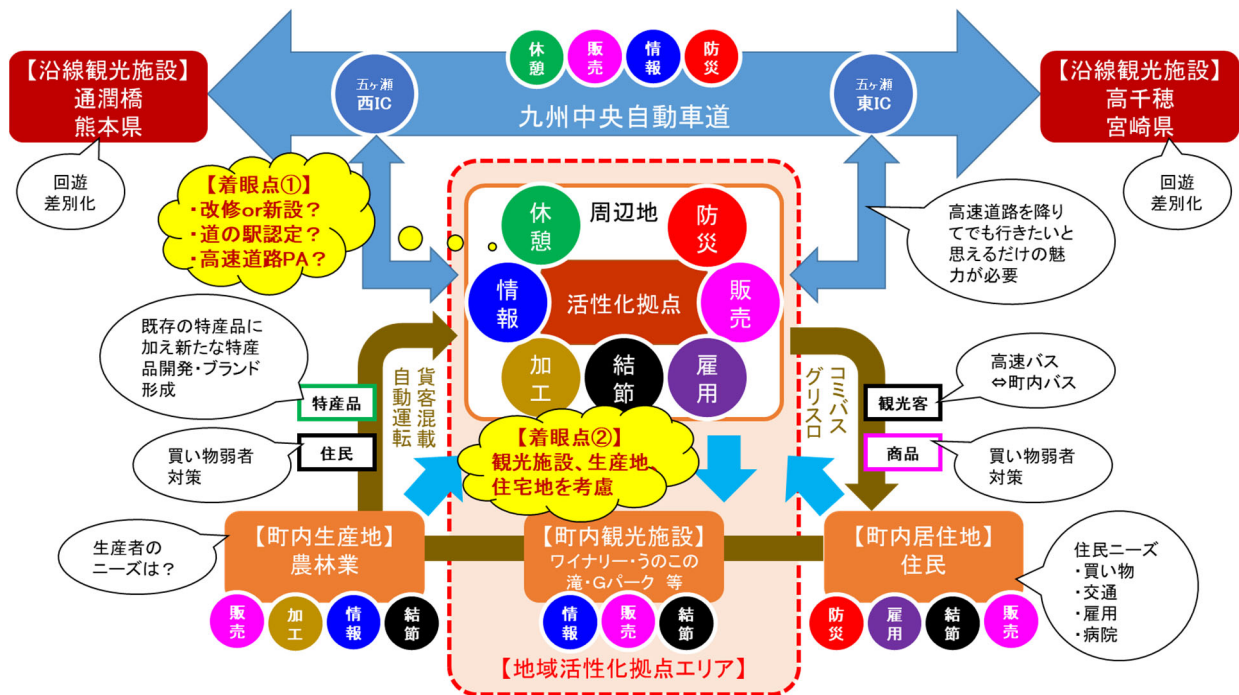 休憩
販売
情報
防災
【沿線観光施設】
通潤橋
熊本県
五ヶ瀬
西IC
九州中央自動車道
五ヶ瀬
東IC
【沿線観光施設】
高千穂
宮崎県
回遊
差別化
回遊
差別化
【着眼点①】
・改修or新設？
・道の駅認定？
・高速道路PA？
高速道路を降り
てでも行きたいと
思えるだけの魅
力が必要
周辺地
休憩
防災
情報
活性化拠点
販売
加工
結節
雇用
既存の特産品に
加え新たな特産
品開発・ブランド
形成
特産品
住民
貨客混載
自動運転
買い物弱者
対策
コミバス
グリスロ
観光客
商品
高速バス
⇔町内バス
買い物弱者
対策
【着眼点②】
観光施設、生産地、
住宅地を考慮
生産者の
ニーズは？
【町内生産地】
農林業
販売
加工
情報
結節
【町内観光施設】
ワイナリー・うのこの
滝・Gパーク 等
情報
販売
結節
【町内居住地】
住民
防災
雇用
結節
販売
住民ニーズ
・買い物
・交通
・雇用
・病院
【地域活性化拠点エリア】